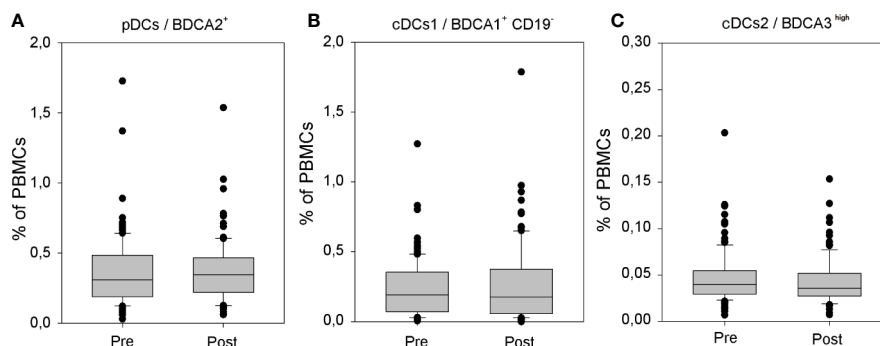 A
pDCs / BDCA2⁺
% of PBMCs
2,0
1,5
1,0
0,5
0,0
Pre
Post
B
cDCs1 / BDCA1⁺ CD19⁻
% of PBMCs
2,0
1,5
1,0
0,5
0,0
Pre
Post
C
cDCs2 / BDCA3 ʰⁱᵍʰ
% of PBMCs
0,30
0,25
0,20
0,15
0,10
0,05
0,00
Pre
Post